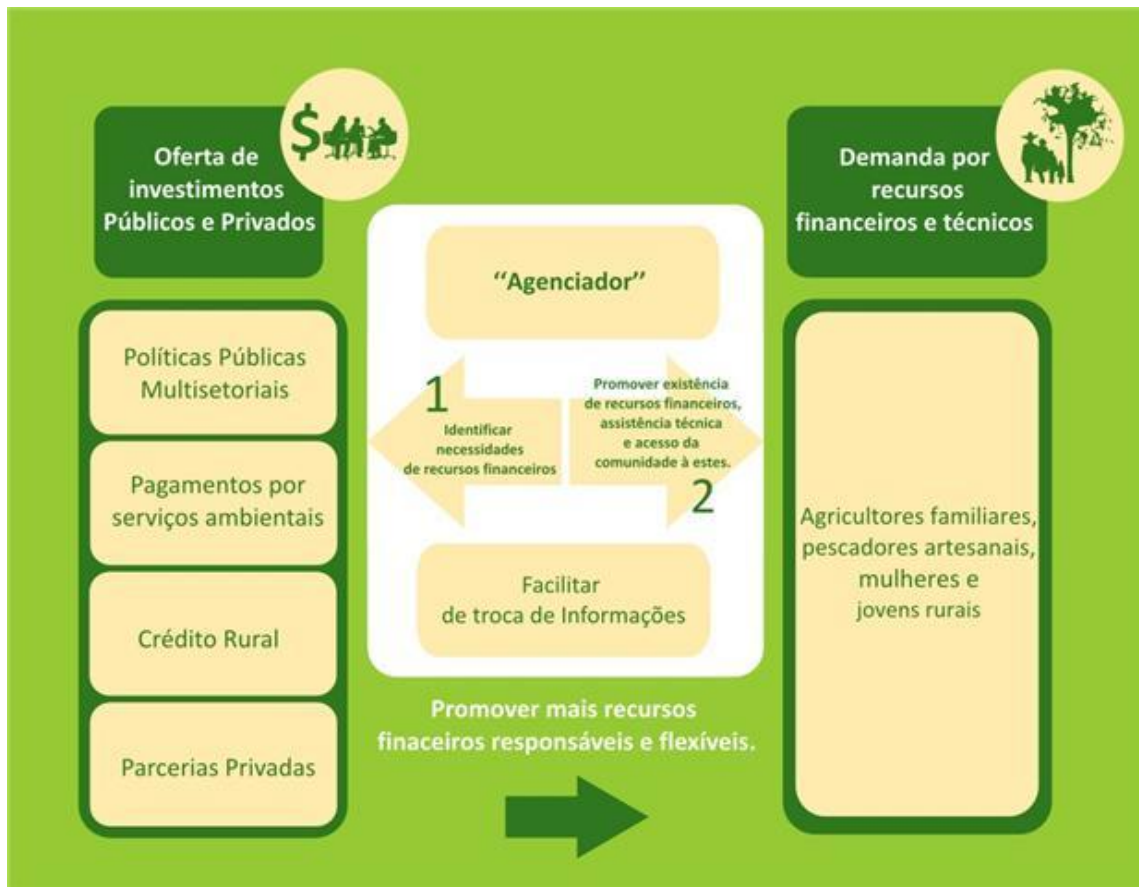 $
Oferta de
investimentos
Públicos e Privados
Políticas Públicas
Multisetoriais
Pagamentos por
serviços ambientais
Crédito Rural
Parcerias Privadas
‘‘Agenciador’’
1
Identificar
necessidades
de recursos financeiros
Promover existência
de recursos financeiros,
assistência técnica
e acesso da
comunidade à estes.
2
Facilitar
de troca de Informações
Promover mais recursos
finaceiros responsáveis e flexíveis.
Demanda por
recursos
financeiros e técnicos
Agricultores familiares,
pescadores artesanais,
mulheres e
jovens rurais